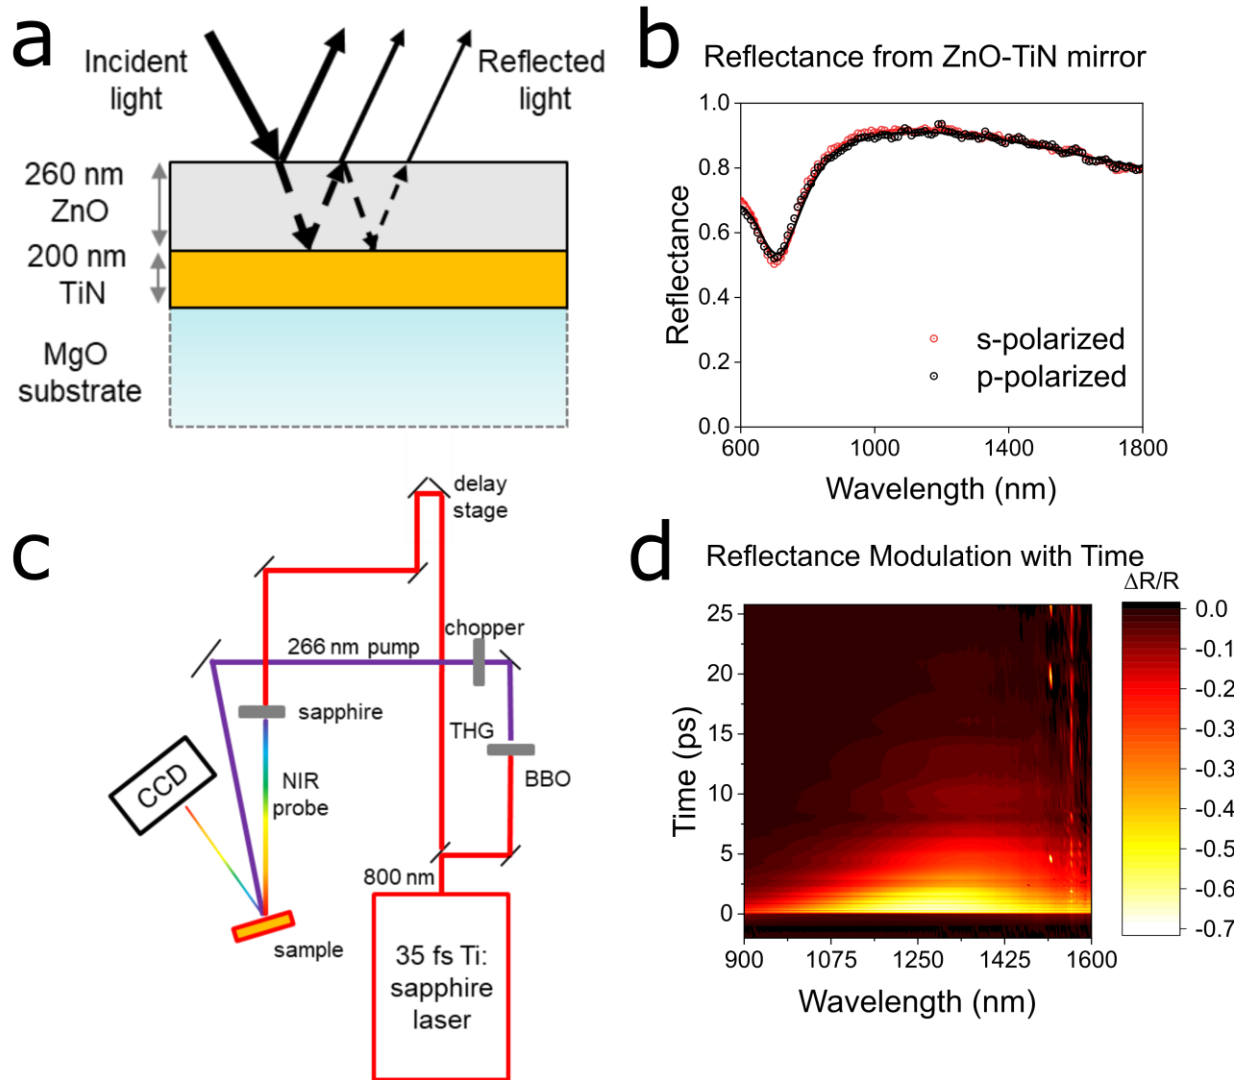 a
Incident
light
Reflected
light
260 nm
ZnO
200 nm
TiN
MgO
substrate
b
Reflectance from ZnO-TiN mirror
Reflectance
1.0
0.8
0.6
0.4
0.2
0.0
s-polarized
p-polarized
600
1000
1400
1800
Wavelength (nm)
c
delay
stage
chopper
266 nm pump
sapphire
THG
BBO
CCD
NIR
probe
800 nm
sample
35 fs Ti:
sapphire
laser
d
Reflectance Modulation with Time
ΔR/R
Time (ps)
25
20
15
10
5
0
900
1075
1250
1425
1600
Wavelength (nm)
0.0
-0.1
-0.2
-0.3
-0.4
-0.5
-0.6
-0.7